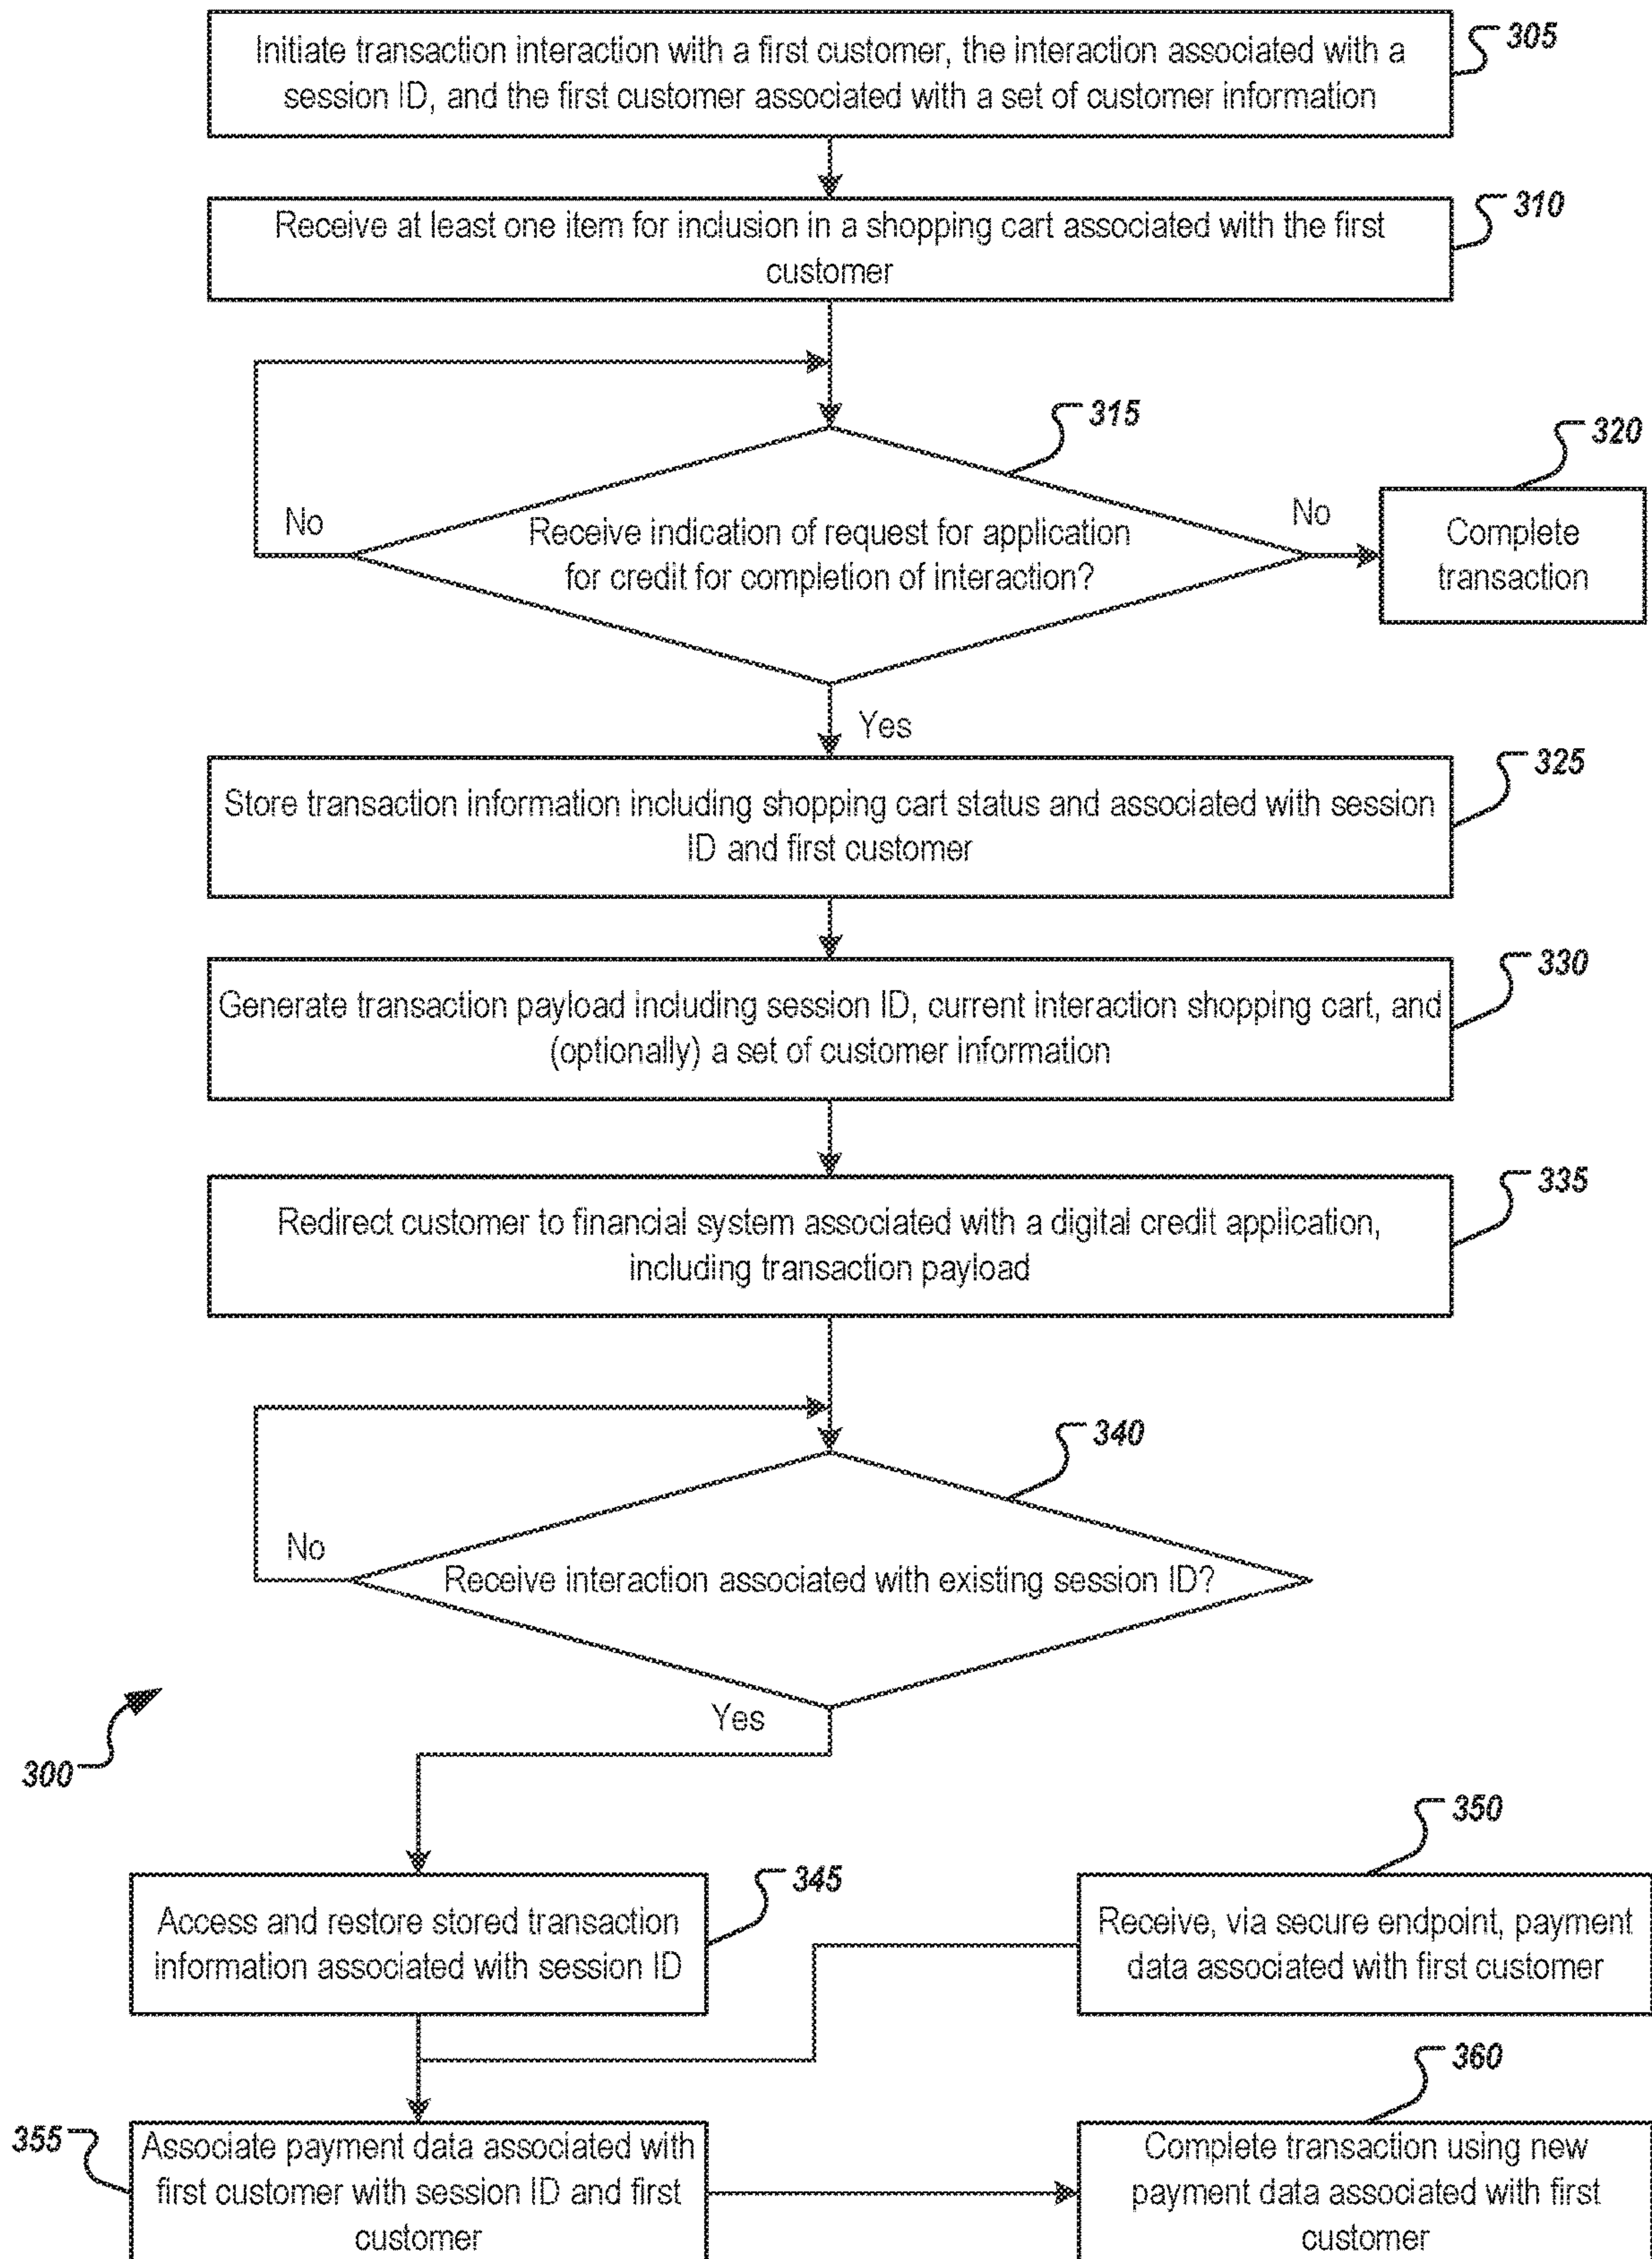 Initiate transaction interaction with a first customer, the interaction associated with a
session ID, and the first customer associated with a set of customer information
305
Receive at least one item for inclusion in a shopping cart associated with the first
customer
310
315
320
No
Receive indication of request for application
for credit for completion of interaction?
No
Complete
transaction
Yes
325
Store transaction information including shopping cart status and associated with session
ID and first customer
330
Generate transaction payload including session ID, current interaction shopping cart, and
(optionally) a set of customer information
335
Redirect customer to financial system associated with a digital credit application,
including transaction payload
340
No
Receive interaction associated with existing session ID?
Yes
300
350
345
Access and restore stored transaction
information associated with session ID
Receive, via secure endpoint, payment
data associated with first customer
360
355
Associate payment data associated with
first customer with session ID and first
customer
Complete transaction using new
payment data associated with first
customer